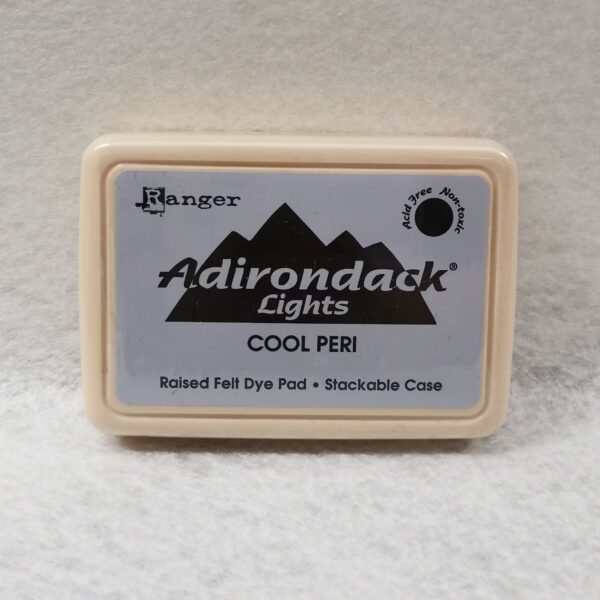 Ranger
Acid Free Non-toxic
Adirondack®
Lights
COOL PERI
Raised Felt Dye Pad • Stackable Case